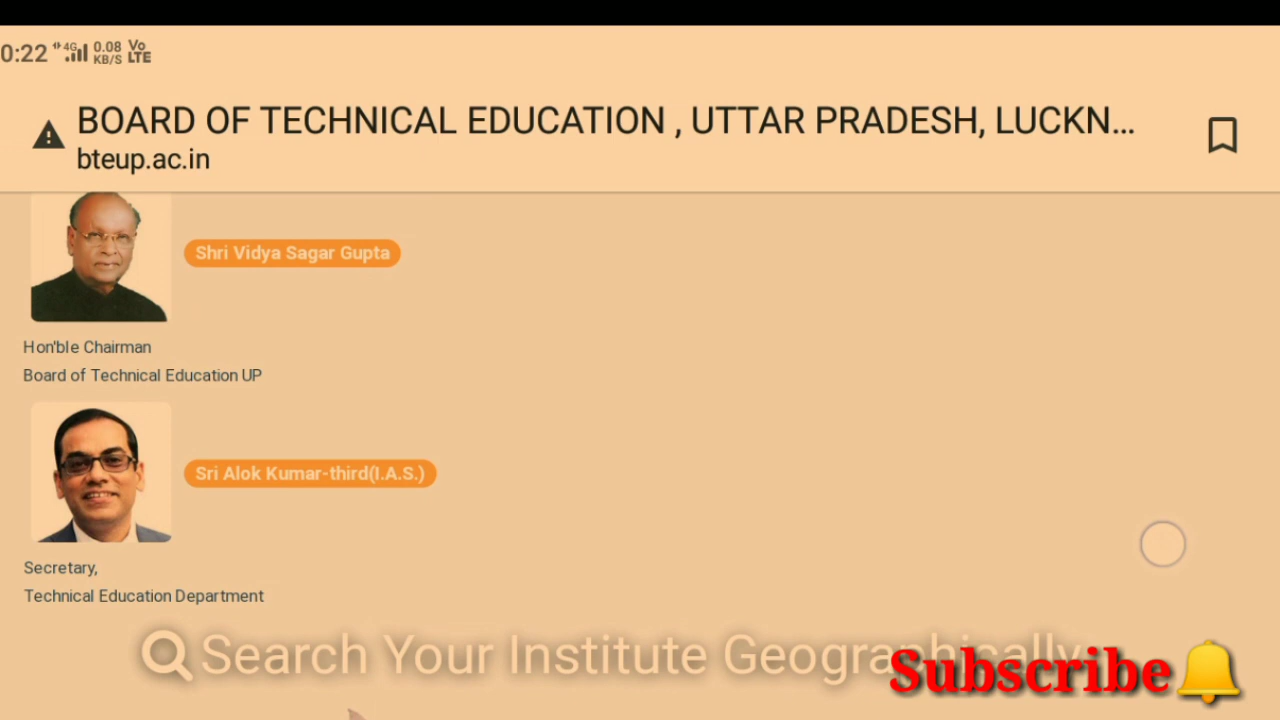 0:22 4G 0.08 KB/S Vo LTE
BOARD OF TECHNICAL EDUCATION , UTTAR PRADESH, LUCKN...
bteup.ac.in
Shri Vidya Sagar Gupta
Hon'ble Chairman
Board of Technical Education UP
Sri Alok Kumar-third(I.A.S.)
Secretary,
Technical Education Department
Search Your Institute Geographically
Subscribe